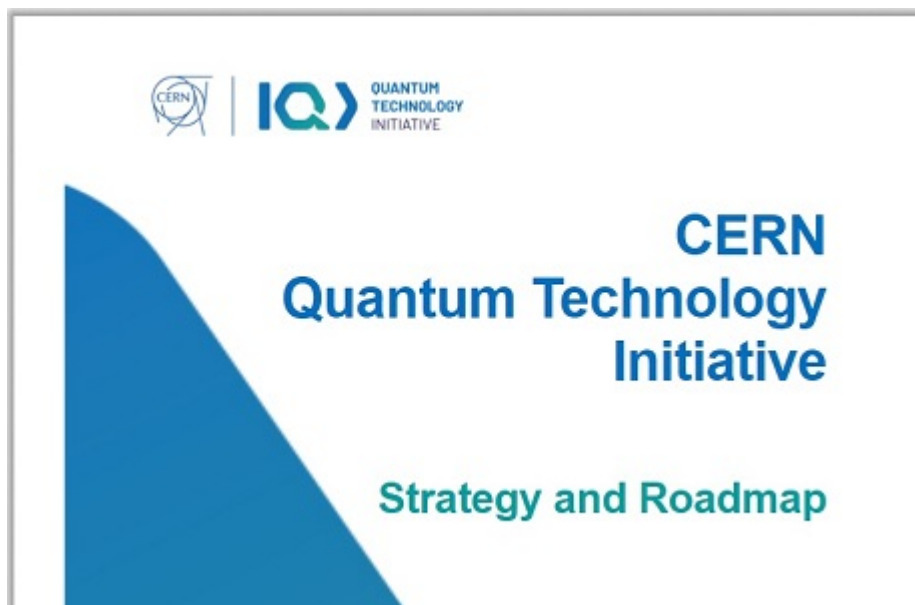 CERN
QUANTUM
TECHNOLOGY
INITIATIVE
CERN
Quantum Technology
Initiative
Strategy and Roadmap